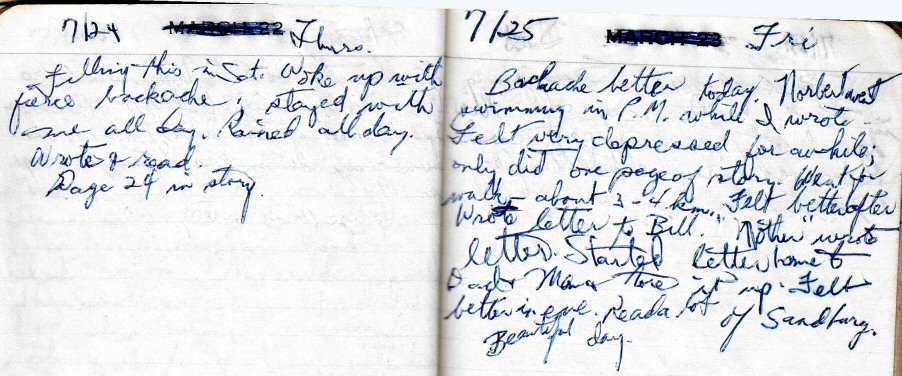 7/24 MARCH 22 Thurs.
Filling this in Sat. Woke up with
fierce backache; stayed with
me all day. Rained all day.
Wrote & read.
Page 24 in story
7/25 MARCH 23 Fri
Backache better today. Norbert went
swimming in P.M. while I wrote.
Felt very depressed for awhile;
only did one page of story. Went for
walk - about 3-4 km. Felt better after
Wrote letter to Bill. "Mother" wrote
letter. Started letter home to
Dad & Mama tore it up. Felt
better in eve. Read a lot of Sandburg.
Beautiful day.